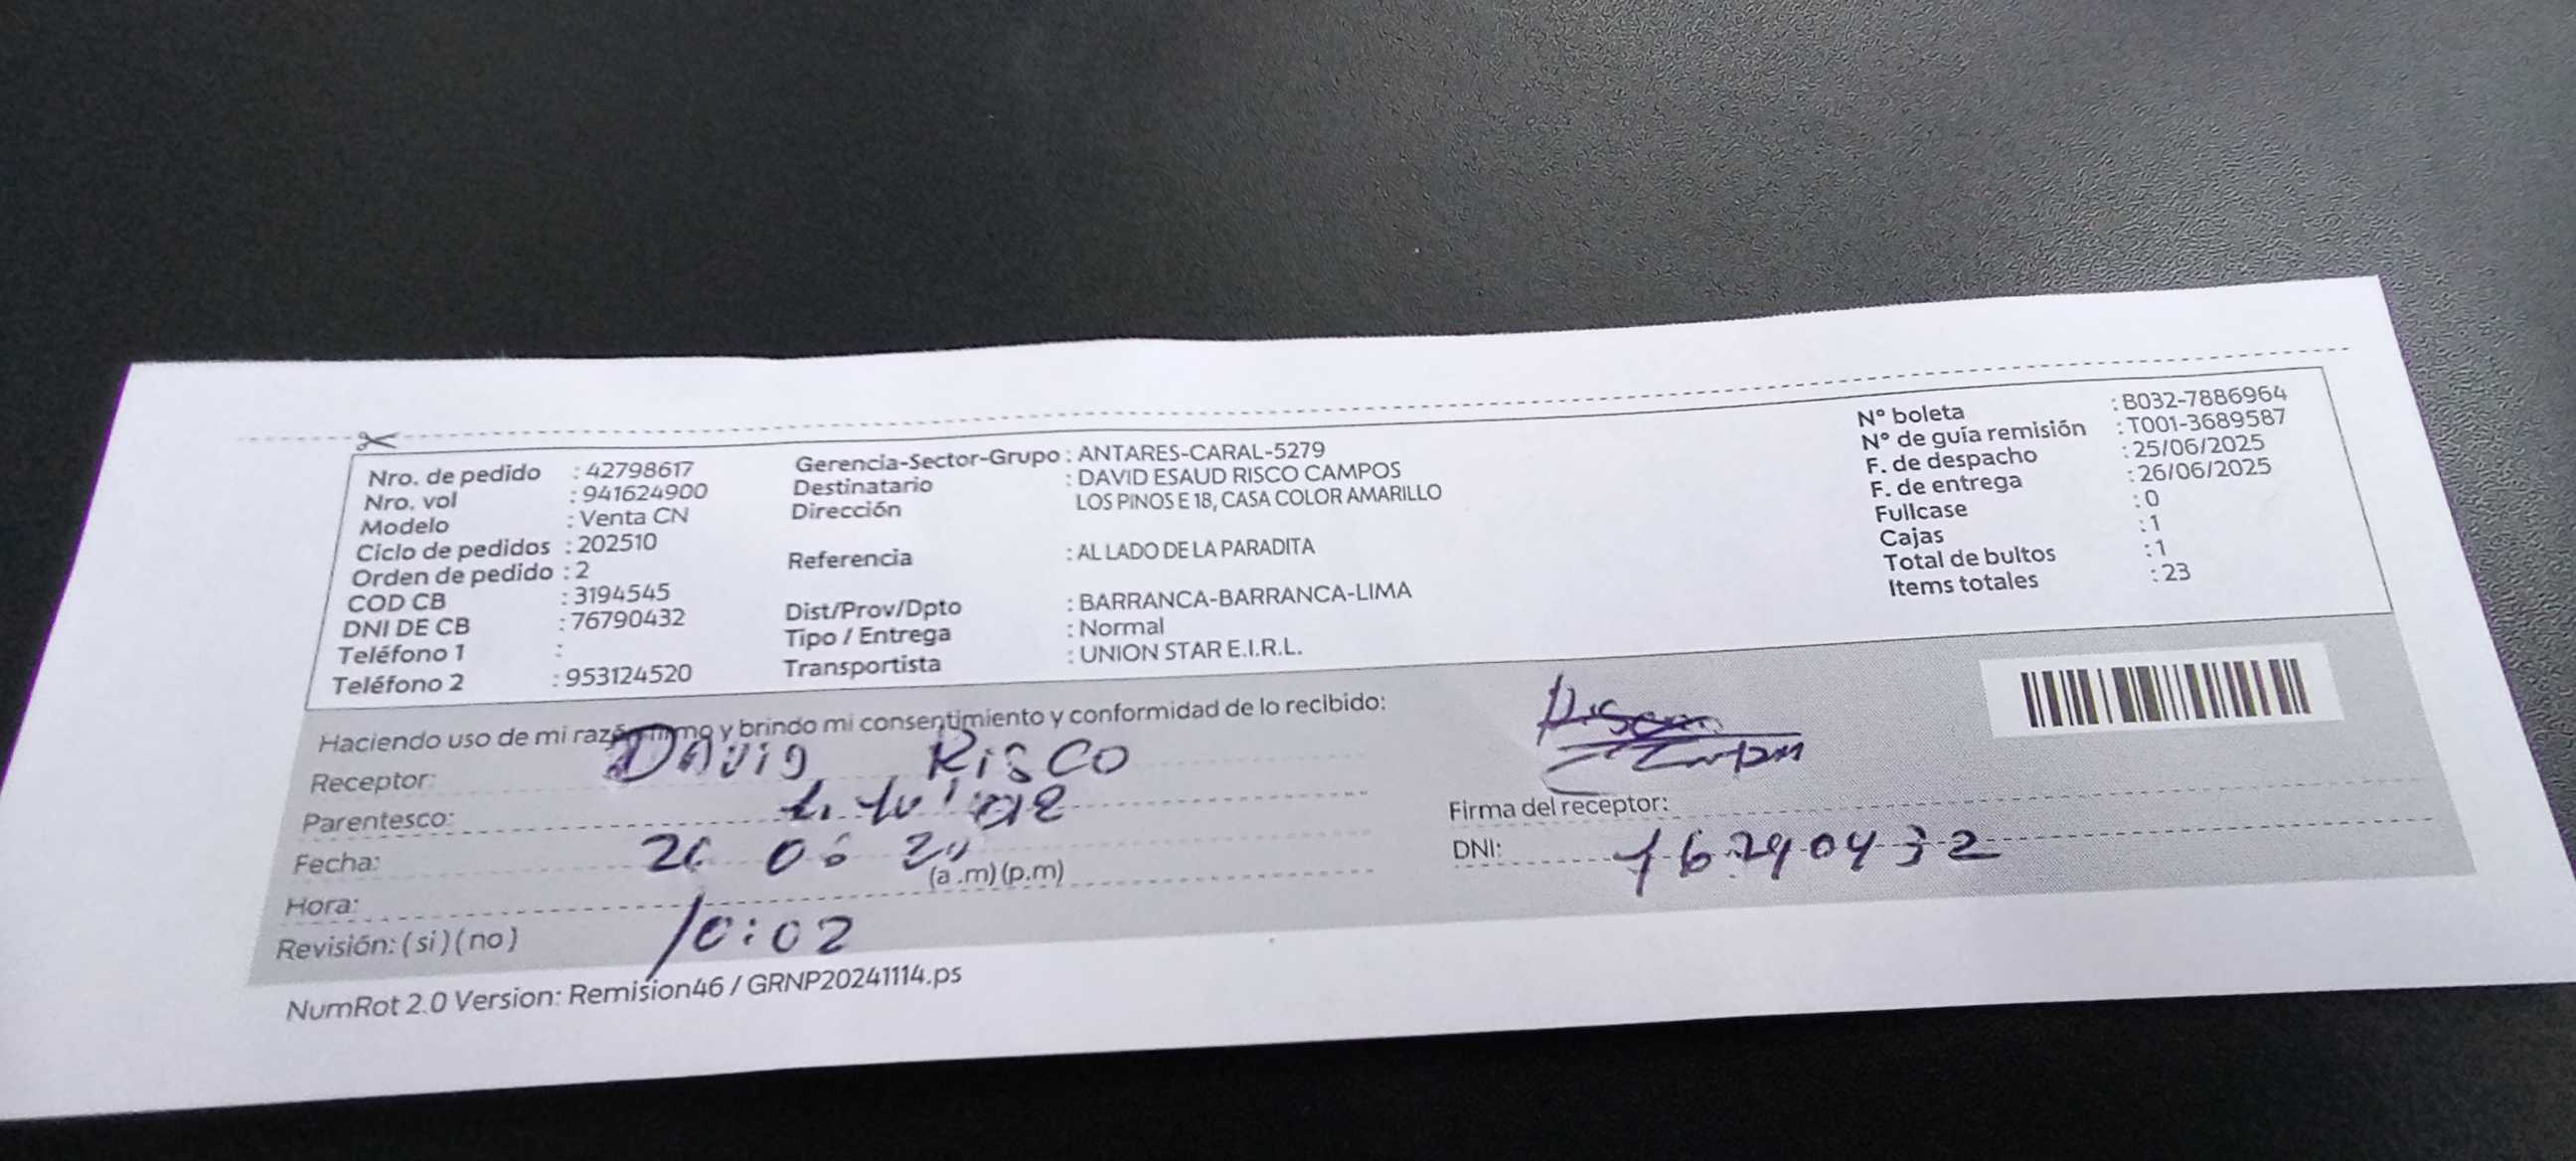 Nro. de pedido : 42798617
Nro. vol : 941624900
Modelo : Venta CN
Ciclo de pedidos : 202510
Orden de pedido : 2
COD CB : 3194545
DNI DE CB : 76790432
Teléfono 1 :
Teléfono 2 : 953124520
Gerencia-Sector-Grupo : ANTARES-CARAL-5279
Destinatario : DAVID ESAUD RISCO CAMPOS
Dirección LOS PINOS E 18, CASA COLOR AMARILLO
Referencia : AL LADO DE LA PARADITA
Dist/Prov/Dpto : BARRANCA-BARRANCA-LIMA
Tipo / Entrega : Normal
Transportista : UNION STAR E.I.R.L.
N° boleta : B032-7886964
N° de guía remisión : T001-3689587
F. de despacho : 25/06/2025
F. de entrega : 26/06/2025
Fullcase : 0
Cajas : 1
Total de bultos : 1
Items totales : 23
Haciendo uso de mi razón firmo y brindo mi consentimiento y conformidad de lo recibido:
Receptor: DAViD RiSCO
Parentesco:
Fecha: 06
Hora: (a .m) (p.m)
10:02
Revisión: ( si ) ( no )
Firma del receptor:
DNI: 76790432
NumRot 2.0 Version: Remision46 / GRNP20241114.ps